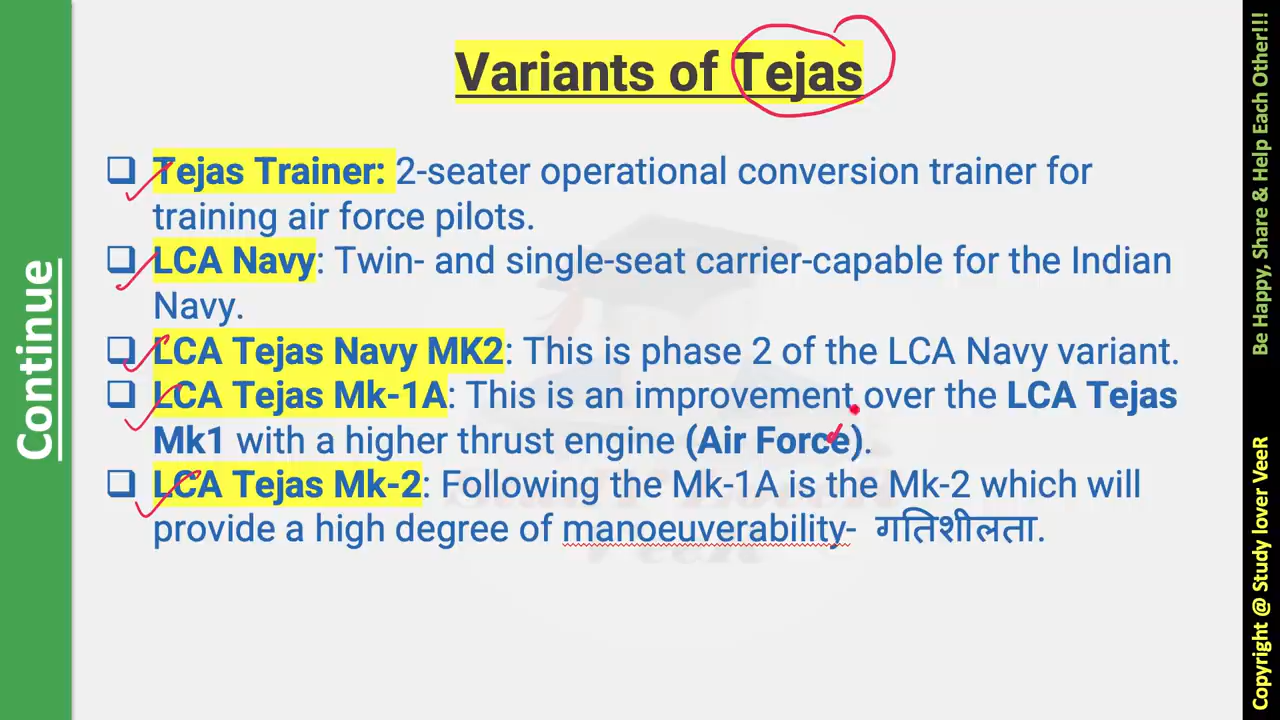 Variants of Tejas
Tejas Trainer: 2-seater operational conversion trainer for
training air force pilots.
LCA Navy: Twin- and single-seat carrier-capable for the Indian
Navy.
LCA Tejas Navy MK2: This is phase 2 of the LCA Navy variant.
LCA Tejas Mk-1A: This is an improvement over the LCA Tejas
Mk1 with a higher thrust engine (Air Force).
LCA Tejas Mk-2: Following the Mk-1A is the Mk-2 which will
provide a high degree of manoeuverability- गतिशीलता.
Continue
Be Happy, Share & Help Each Other!!!
Copyright @ Study lover VeeR